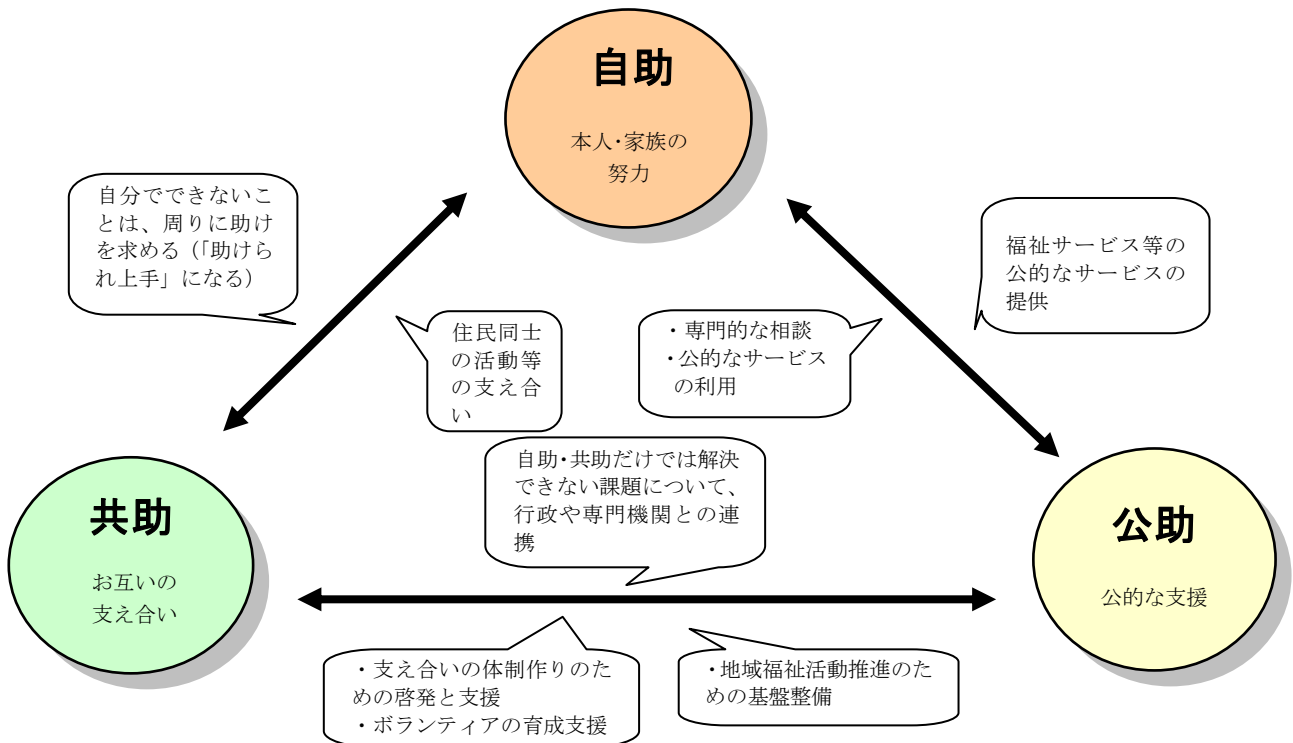 自助
本人・家族の
努力
自分でできないこ
とは、周りに助け
を求める（「助けら
れ上手」になる）
福祉サービス等の
公的なサービスの
提供
住民同士
の活動等
の支え合
い
・専門的な相談
・公的なサービス
の利用
自助・共助だけでは解決
できない課題について、
行政や専門機関との連
携
共助
お互いの
支え合い
公助
公的な支援
・支え合いの体制作りのた
めの啓発と支援
・ボランティアの育成支援
・地域福祉活動推進のた
めの基盤整備